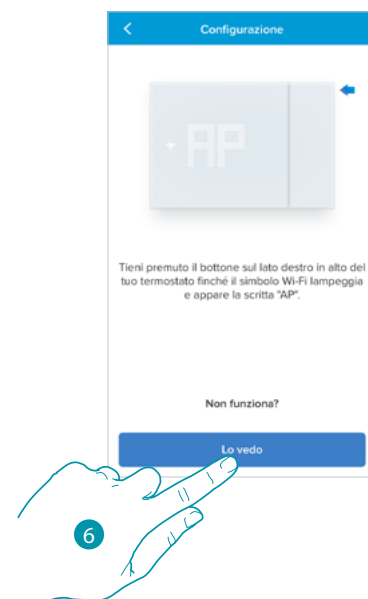 Configurazione
AP
Tieni premuto il bottone sul lato destro in alto del
tuo termostato finché il simbolo Wi-Fi lampeggia
e appare la scritta "AP".
Non funziona?
Lo vedo
6